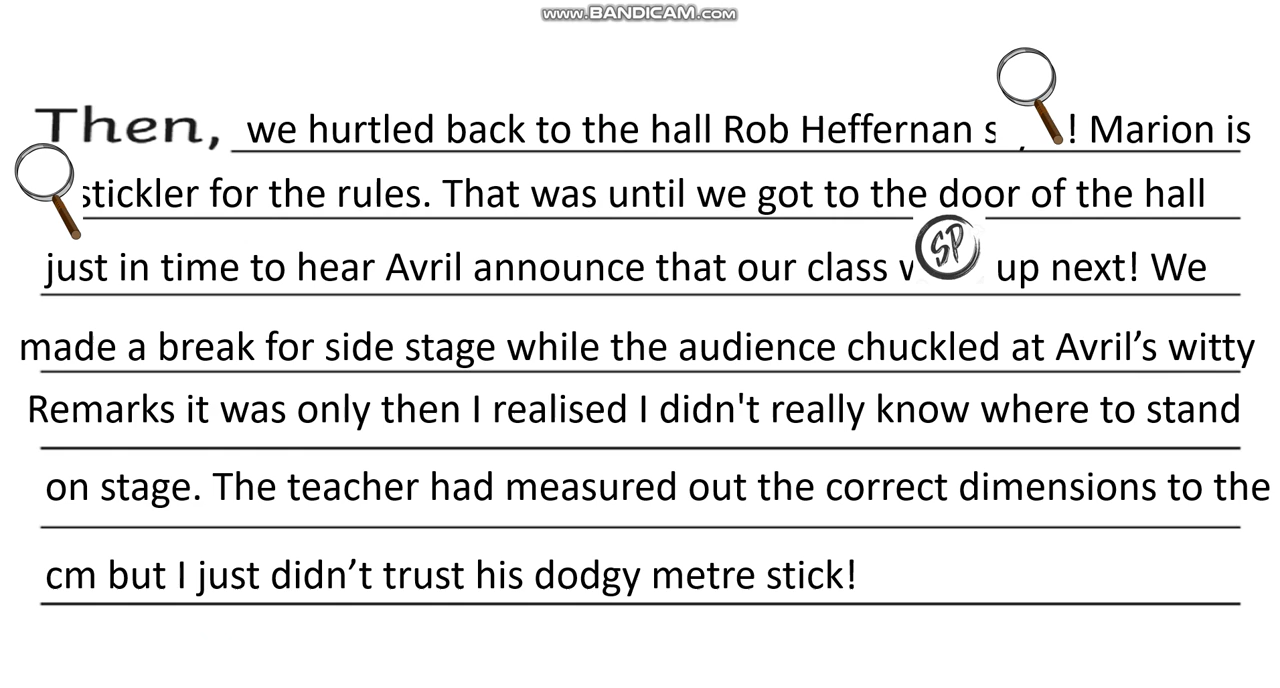 www.BANDICAM.com
Then, we hurtled back to the hall Rob Heffernan ! Marion is
stickler for the rules. That was until we got to the door of the hall
SP
just in time to hear Avril announce that our class up next! We
made a break for side stage while the audience chuckled at Avril’s witty
Remarks it was only then I realised I didn't really know where to stand
on stage. The teacher had measured out the correct dimensions to the
cm but I just didn’t trust his dodgy metre stick!